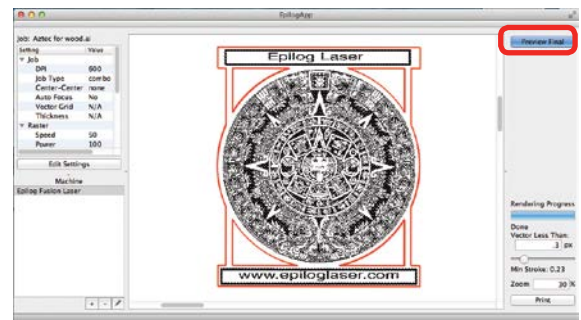 EpilogApp
Job: Aztec for wood.ai
Setting Value
Job
DPI 600
Job Type combo
Center-Center none
Auto Focus No
Vector Grid N/A
Thickness N/A
Raster
Speed 50
Power 100
Edit Settings
Machine
Epilog Fusion Laser
+ -
Epilog Laser
www.epiloglaser.com
Preview Final
Rendering Progress
Done
Vector Less Than:
.3 px
Min Stroke: 0.23
Zoom 30 %
Print